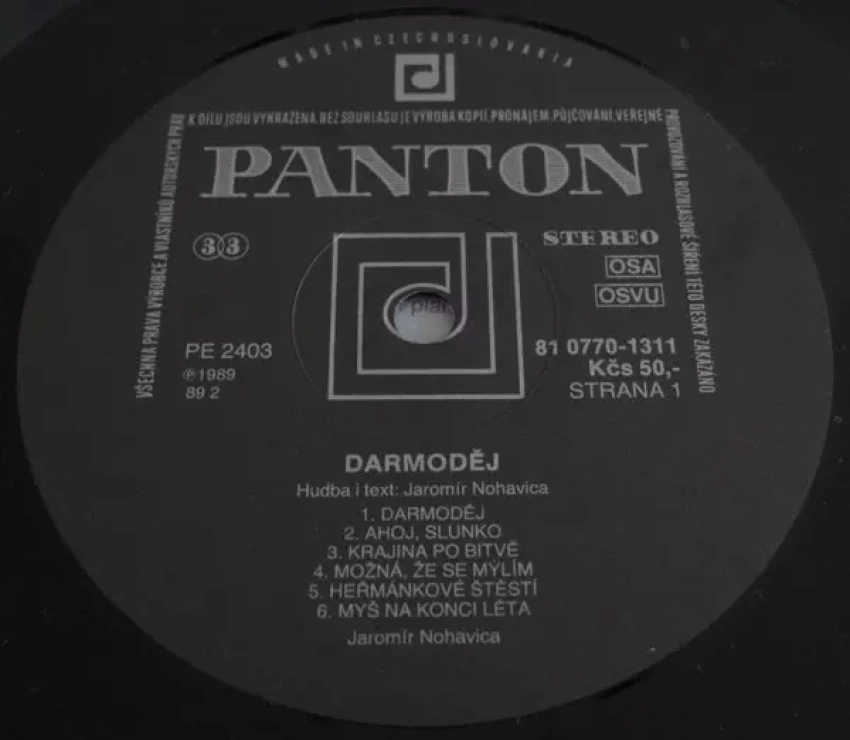 MADE IN CZECHOSLOVAKIA
VŠECHNA PRÁVA VÝROBCE A VLASTNÍKŮ AUTORSKÝCH PRÁV
K DÍLU JSOU VYHRAŽENA. BEZ SOUHLASU JE VÝROBA KOPIÍ, PRONÁJEM, PŮJČOVÁNÍ, VEŘEJNÉ
PROVOZOVÁNÍ A ROZHLASOVÉ ŠÍŘENÍ TÉTO DESKY ZAKÁZÁNO
PANTON
33
STEREO
OSA
OSVU
PE 2403
℗1989
89 2
81 0770-1311
Kčs 50,-
STRANA 1
DARMODĚJ
Hudba i text: Jaromír Nohavica
1. DARMODĚJ
2. AHOJ, SLUNKO
3. KRAJINA PO BITVĚ
4. MOŽNÁ, ŽE SE MÝLÍM
5. HEŘMÁNKOVÉ ŠTĚSTÍ
6. MYŠ NA KONCI LÉTA
Jaromír Nohavica